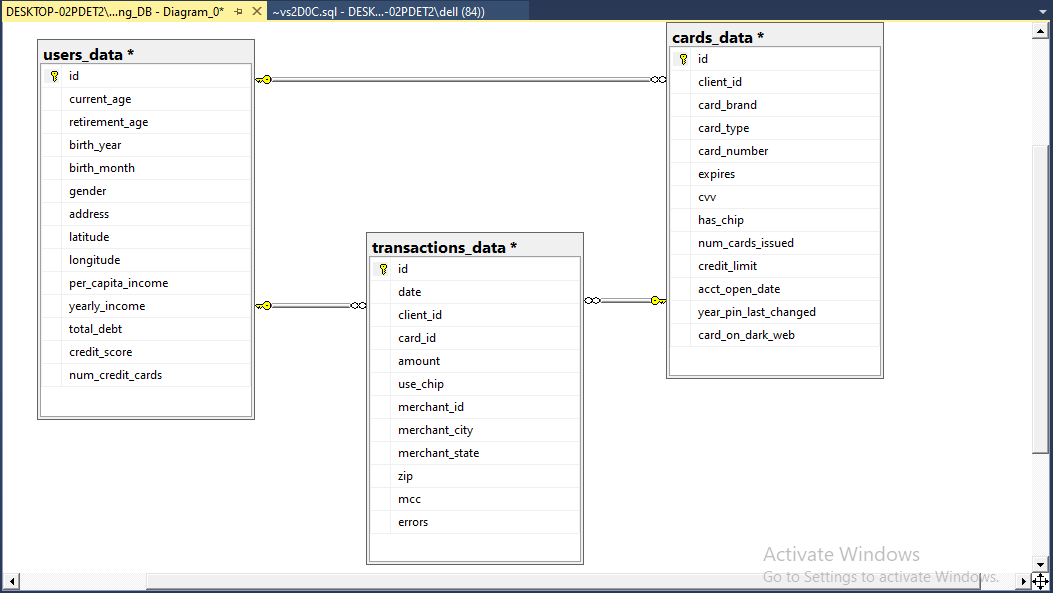 DESKTOP-02PDET2\...ng_DB - Diagram_0*
~vs2D0C.sql - DESK...-02PDET2\dell (84))
users_data *
id
current_age
retirement_age
birth_year
birth_month
gender
address
latitude
longitude
per_capita_income
yearly_income
total_debt
credit_score
num_credit_cards
transactions_data *
id
date
client_id
card_id
amount
use_chip
merchant_id
merchant_city
merchant_state
zip
mcc
errors
cards_data *
id
client_id
card_brand
card_type
card_number
expires
cvv
has_chip
num_cards_issued
credit_limit
acct_open_date
year_pin_last_changed
card_on_dark_web
Activate Windows
Go to Settings to activate Windows.